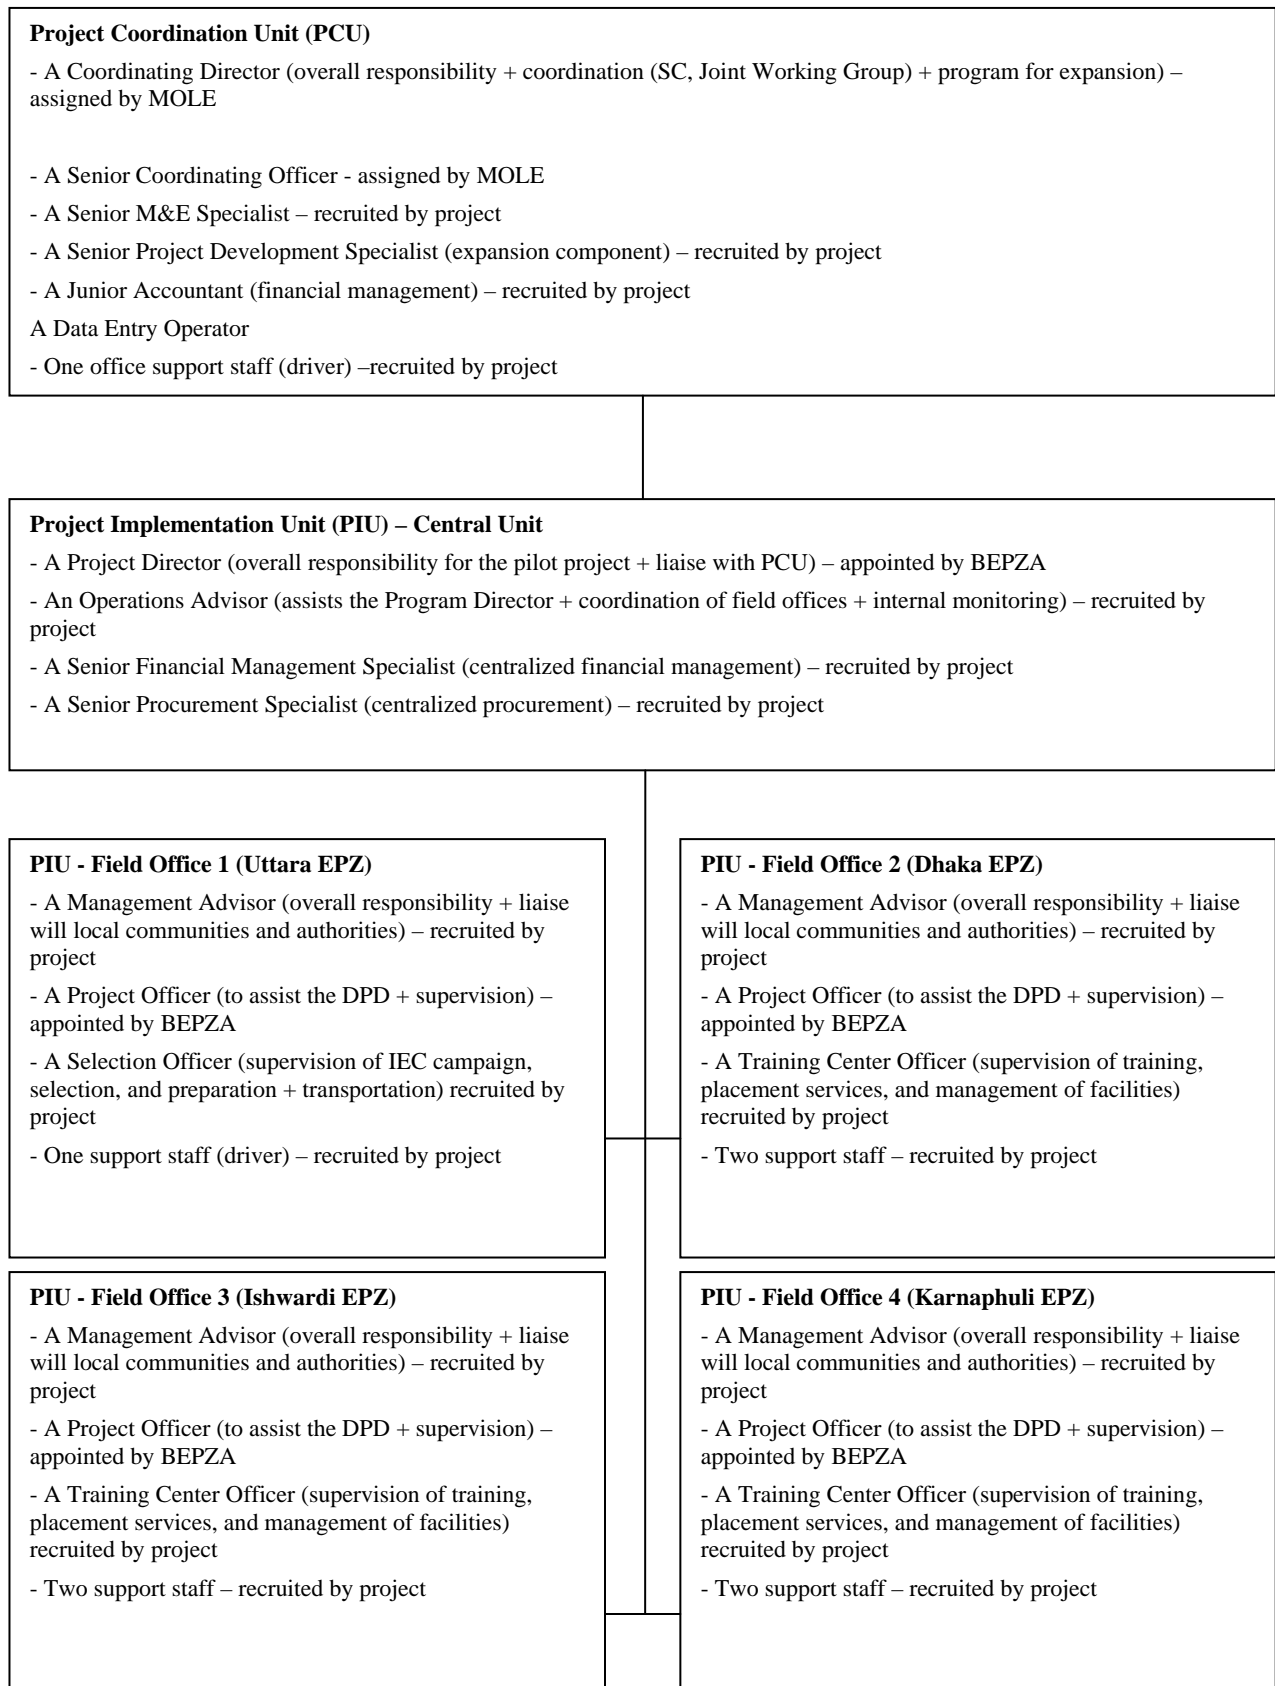 Project Coordination Unit (PCU)
- A Coordinating Director (overall responsibility + coordination (SC, Joint Working Group) + program for expansion) –
assigned by MOLE
- A Senior Coordinating Officer - assigned by MOLE
- A Senior M&E Specialist – recruited by project
- A Senior Project Development Specialist (expansion component) – recruited by project
- A Junior Accountant (financial management) – recruited by project
A Data Entry Operator
- One office support staff (driver) –recruited by project
Project Implementation Unit (PIU) – Central Unit
- A Project Director (overall responsibility for the pilot project + liaise with PCU) – appointed by BEPZA
- An Operations Advisor (assists the Program Director + coordination of field offices + internal monitoring) – recruited by
project
- A Senior Financial Management Specialist (centralized financial management) – recruited by project
- A Senior Procurement Specialist (centralized procurement) – recruited by project
PIU - Field Office 1 (Uttara EPZ)
- A Management Advisor (overall responsibility + liaise
will local communities and authorities) – recruited by
project
- A Project Officer (to assist the DPD + supervision) –
appointed by BEPZA
- A Selection Officer (supervision of IEC campaign,
selection, and preparation + transportation) recruited by
project
- One support staff (driver) – recruited by project
PIU - Field Office 2 (Dhaka EPZ)
- A Management Advisor (overall responsibility + liaise
will local communities and authorities) – recruited by
project
- A Project Officer (to assist the DPD + supervision) –
appointed by BEPZA
- A Training Center Officer (supervision of training,
placement services, and management of facilities)
recruited by project
- Two support staff – recruited by project
PIU - Field Office 3 (Ishwardi EPZ)
- A Management Advisor (overall responsibility + liaise
will local communities and authorities) – recruited by
project
- A Project Officer (to assist the DPD + supervision) –
appointed by BEPZA
- A Training Center Officer (supervision of training,
placement services, and management of facilities)
recruited by project
- Two support staff – recruited by project
PIU - Field Office 4 (Karnaphuli EPZ)
- A Management Advisor (overall responsibility + liaise
will local communities and authorities) – recruited by
project
- A Project Officer (to assist the DPD + supervision) –
appointed by BEPZA
- A Training Center Officer (supervision of training,
placement services, and management of facilities)
recruited by project
- Two support staff – recruited by project